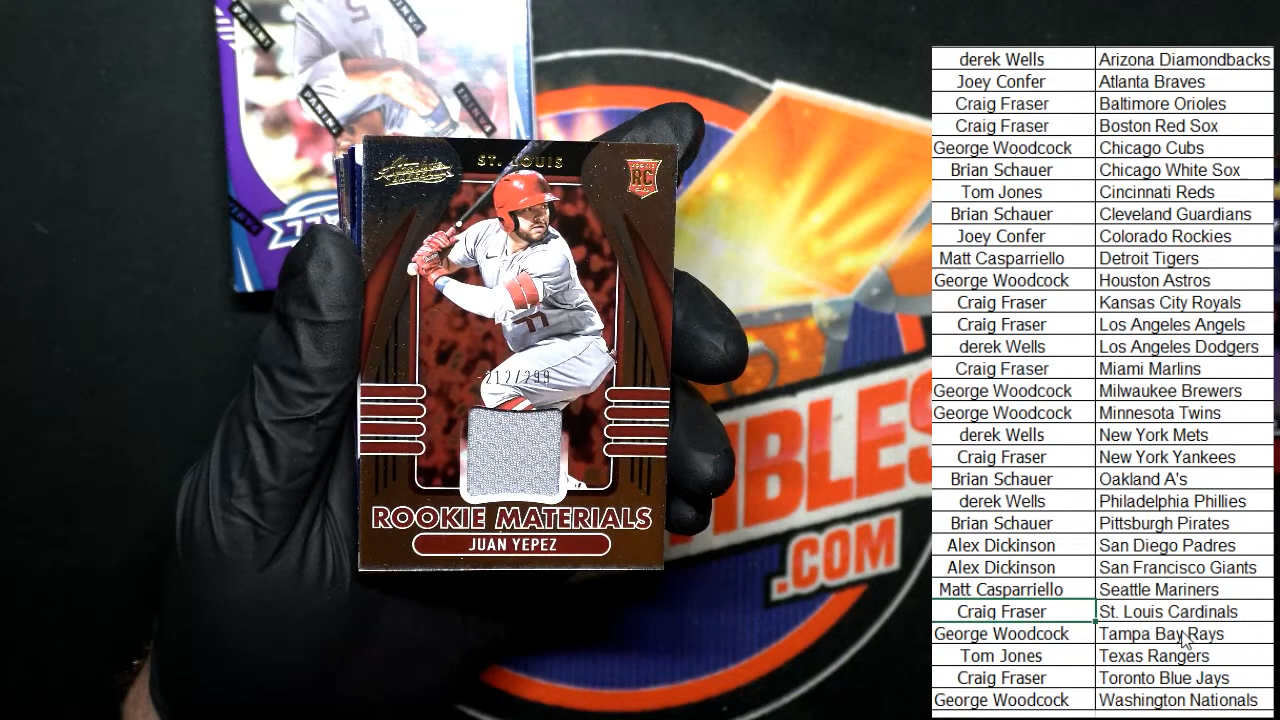 PANINI
PANINI
PANINI
PANINI
Absolute
ST. LOUIS
ROOKIE
RC
212/299
ROOKIE MATERIALS
JUAN YEPEZ
IBLES
.COM
derek Wells Arizona Diamondbacks
Joey Confer Atlanta Braves
Craig Fraser Baltimore Orioles
Craig Fraser Boston Red Sox
George Woodcock Chicago Cubs
Brian Schauer Chicago White Sox
Tom Jones Cincinnati Reds
Brian Schauer Cleveland Guardians
Joey Confer Colorado Rockies
Matt Casparriello Detroit Tigers
George Woodcock Houston Astros
Craig Fraser Kansas City Royals
Craig Fraser Los Angeles Angels
derek Wells Los Angeles Dodgers
Craig Fraser Miami Marlins
George Woodcock Milwaukee Brewers
George Woodcock Minnesota Twins
derek Wells New York Mets
Craig Fraser New York Yankees
Brian Schauer Oakland A's
derek Wells Philadelphia Phillies
Brian Schauer Pittsburgh Pirates
Alex Dickinson San Diego Padres
Alex Dickinson San Francisco Giants
Matt Casparriello Seattle Mariners
Craig Fraser St. Louis Cardinals
George Woodcock Tampa Bay Rays
Tom Jones Texas Rangers
Craig Fraser Toronto Blue Jays
George Woodcock Washington Nationals